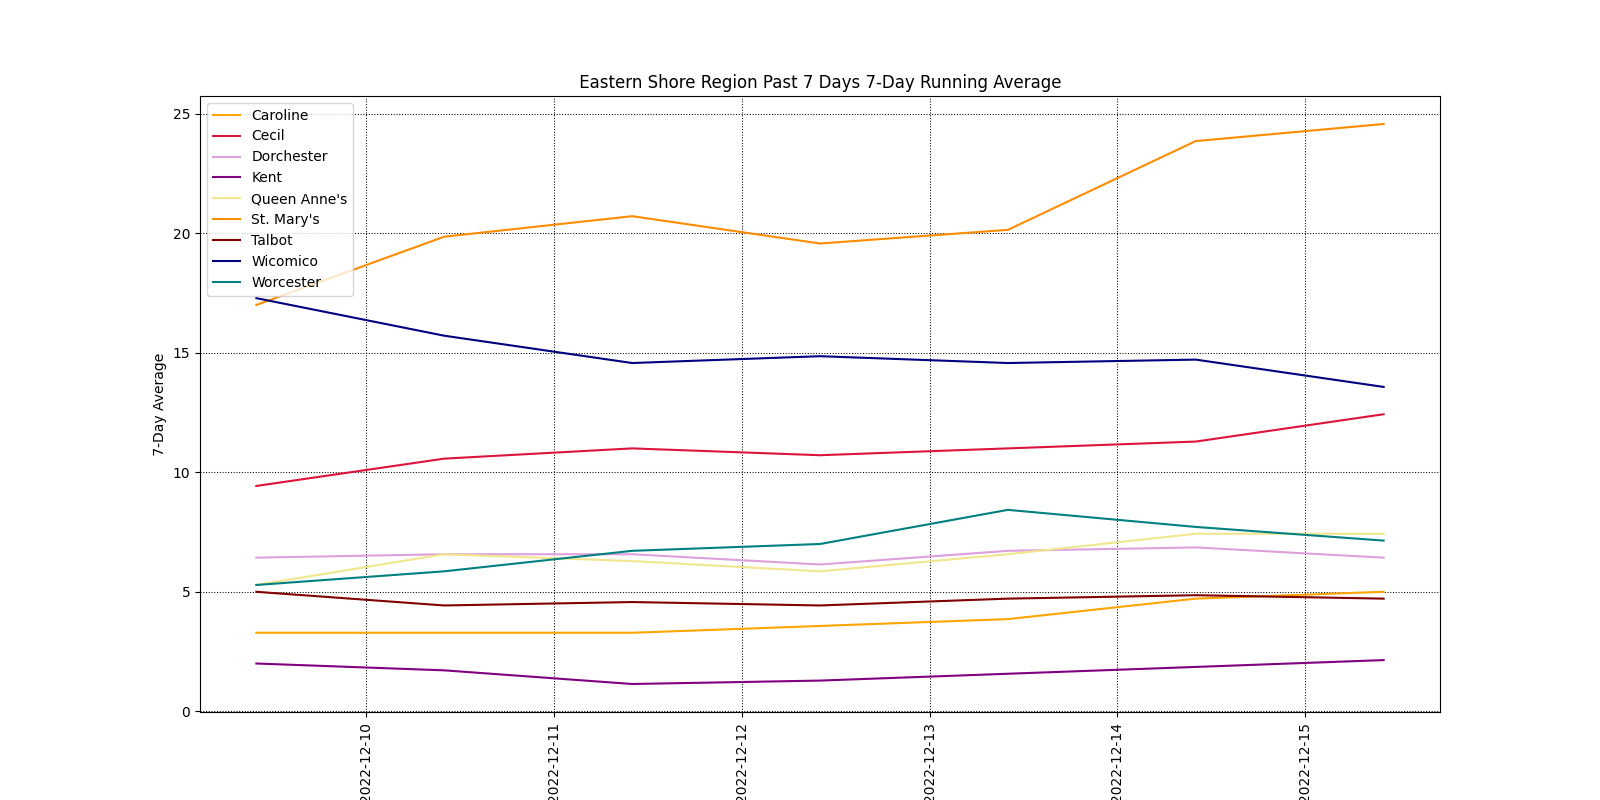 Eastern Shore Region Past 7 Days 7-Day Running Average
25
20
15
10
5
0
7-Day Average
Caroline
Cecil
Dorchester
Kent
Queen Anne's
St. Mary's
Talbot
Wicomico
Worcester
2022-12-10
2022-12-11
2022-12-12
2022-12-13
2022-12-14
2022-12-15